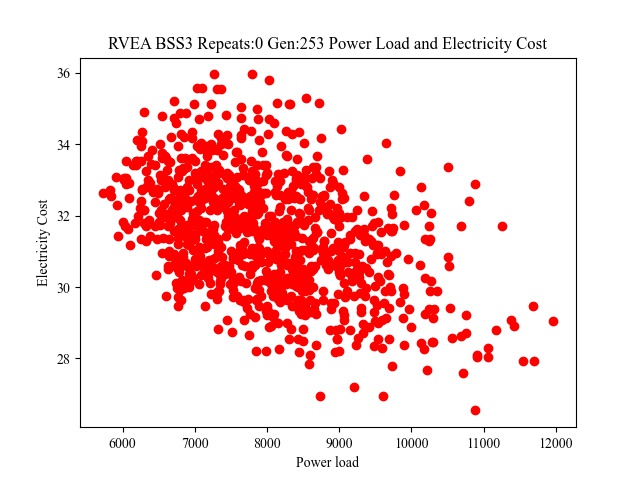 RVEA BSS3 Repeats:0 Gen:253 Power Load and Electricity Cost
36
34
32
30
28
Electricity Cost
6000 7000 8000 9000 10000 11000 12000
Power load